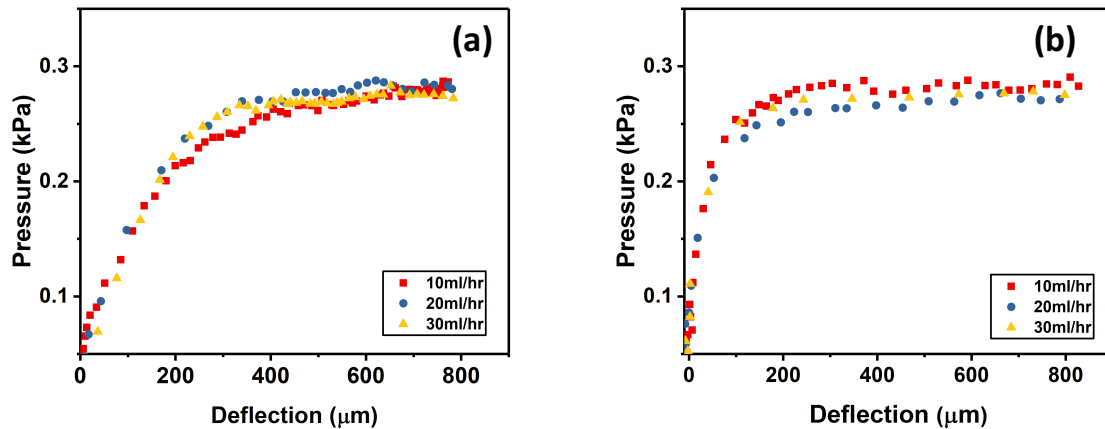 (a)
Pressure (kPa)
0.3
0.2
0.1
0
200
400
600
800
Deflection (μm)
10ml/hr
20ml/hr
30ml/hr
(b)
Pressure (kPa)
0.3
0.2
0.1
0
200
400
600
800
Deflection (μm)
10ml/hr
20ml/hr
30ml/hr